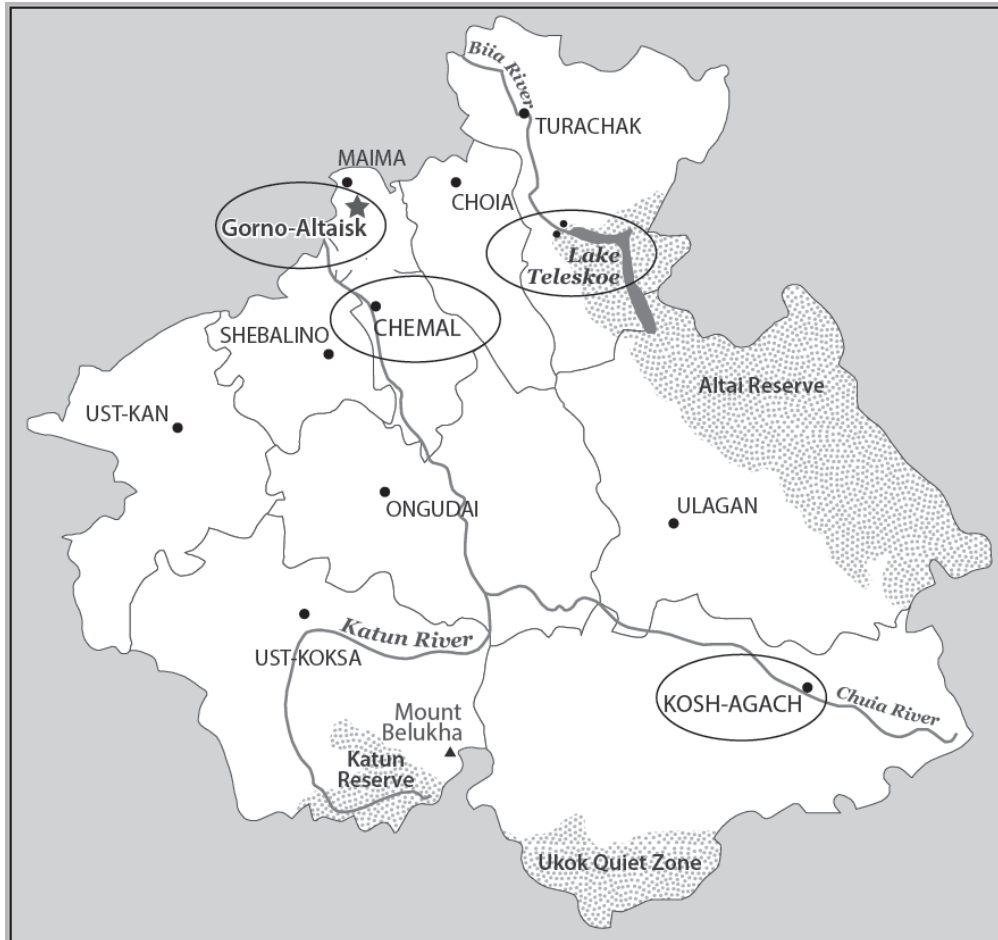 Biia River
TURACHAK
MAIMA
CHOIA
Gorno-Altaisk
Lake
Teleskoe
CHEMAL
SHEBALINO
Altai Reserve
UST-KAN
ONGUDAI
ULAGAN
Katun River
UST-KOKSA
KOSH-AGACH
Chuia River
Mount
Belukha
Katun
Reserve
Ukok Quiet Zone